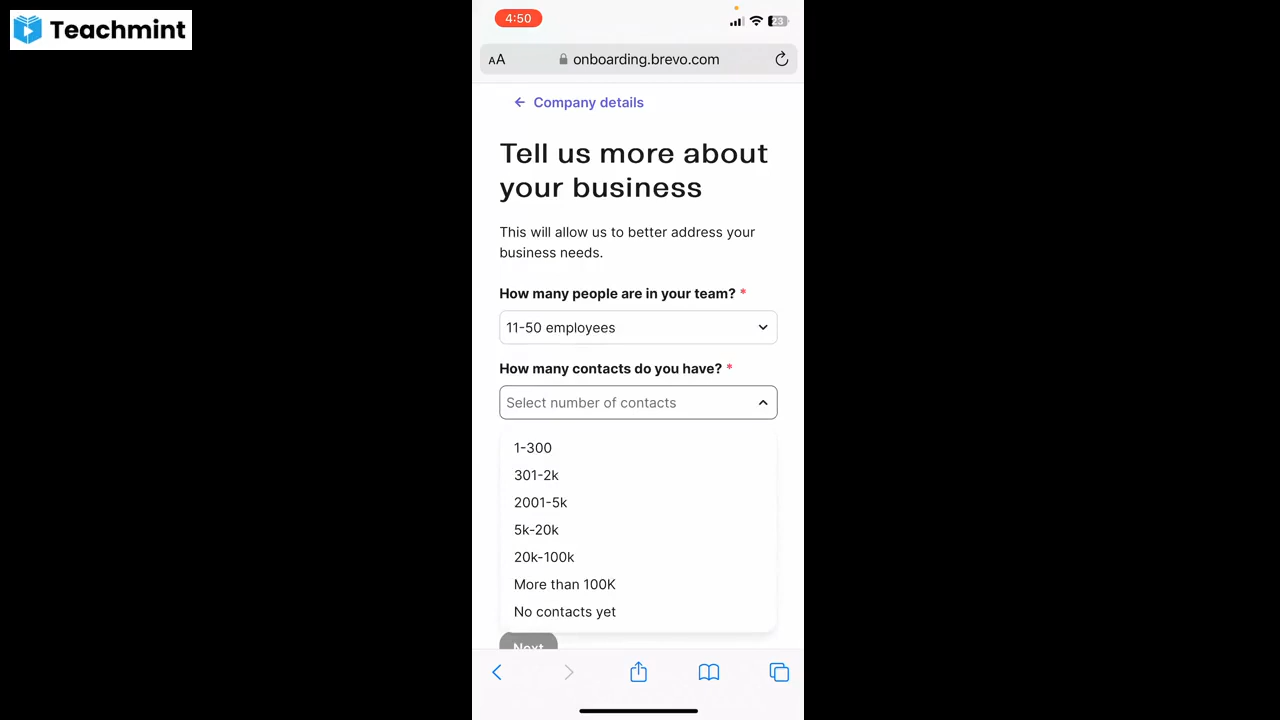 Teachmint
4:50
23
AA
onboarding.brevo.com
← Company details
Tell us more about
your business
This will allow us to better address your
business needs.
How many people are in your team? *
11-50 employees
How many contacts do you have? *
Select number of contacts
1-300
301-2k
2001-5k
5k-20k
20k-100k
More than 100K
No contacts yet
Next